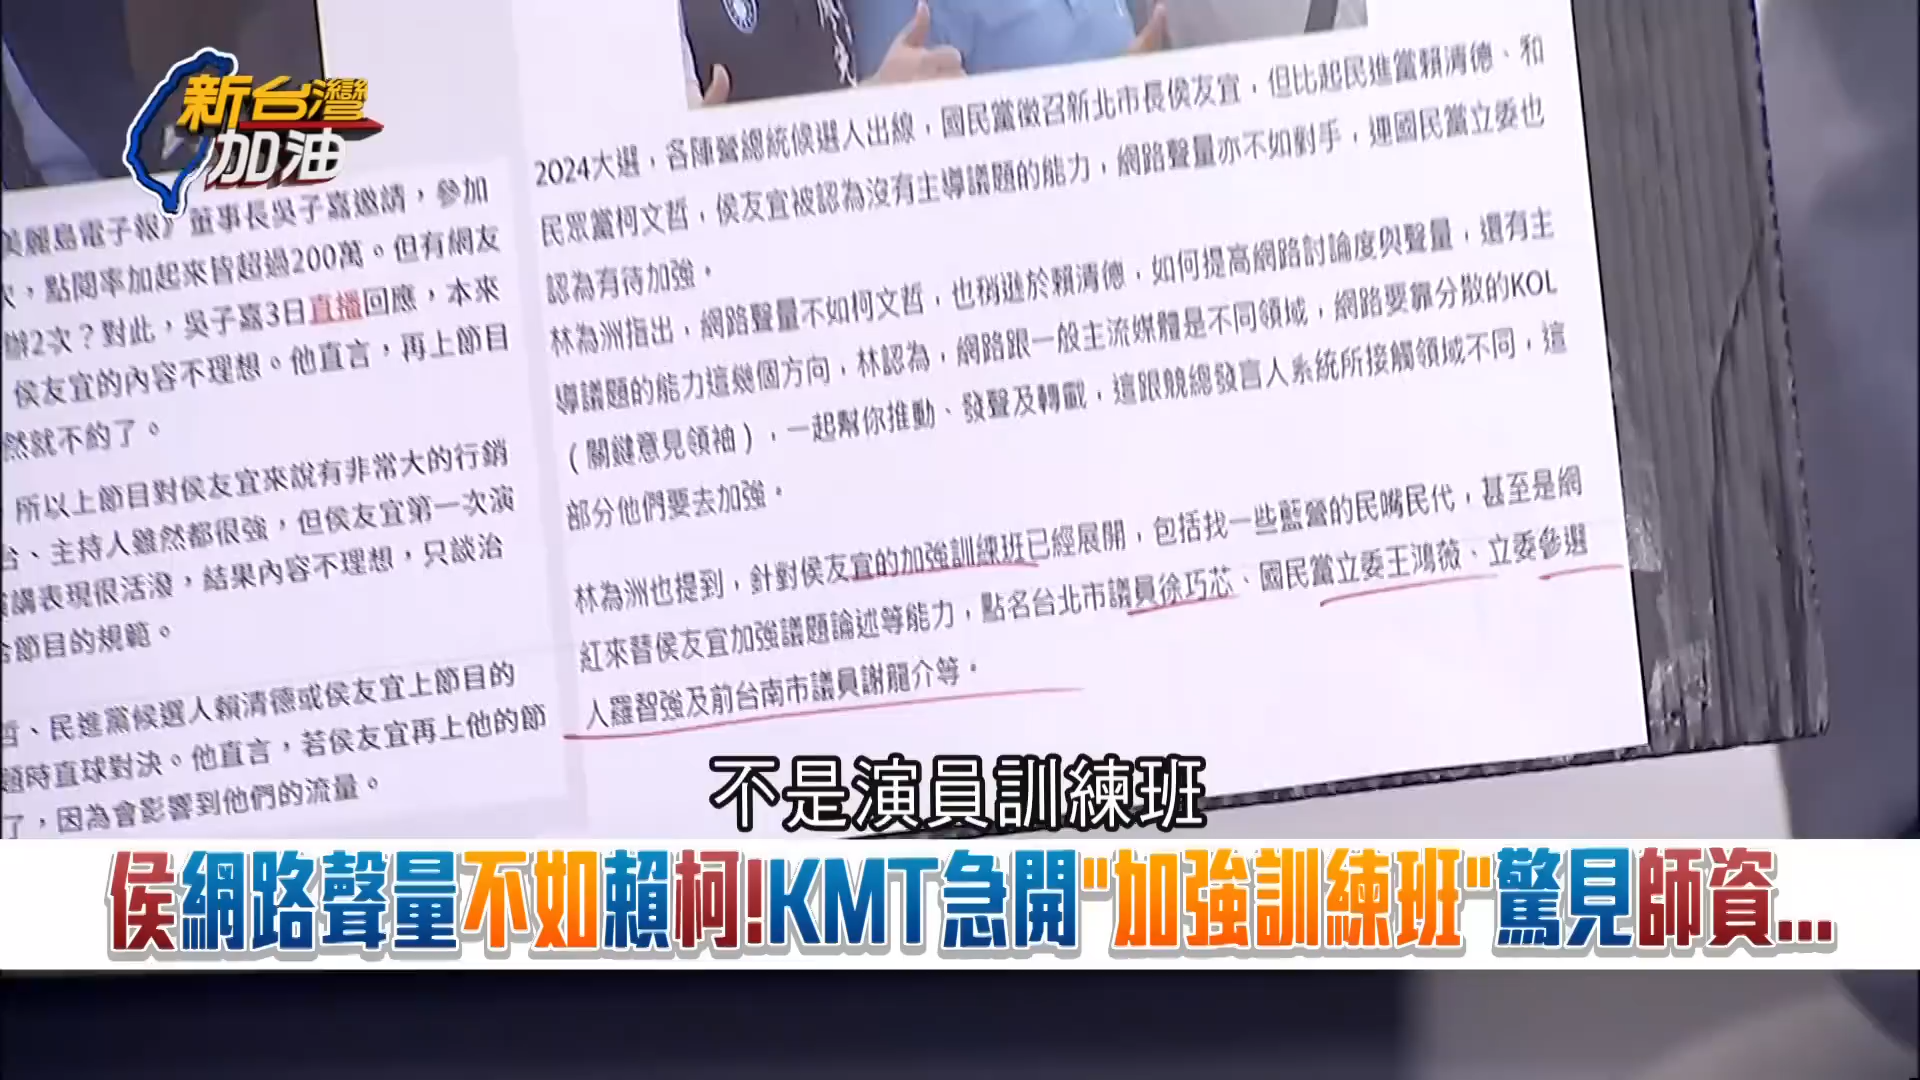 新台灣
加油
美麗島電子報》董事長吳子嘉邀請，參加
次，點閱率加起來皆超過200萬。但有網友
辦2次？對此，吳子嘉3日直播回應，本來
侯友宜的內容不理想。他直言，再上節目
然就不約了。
所以上節目對侯友宜來說有非常大的行銷
台、主持人雖然都很強，但侯友宜第一次演
演講表現很活潑，結果內容不理想，只談治
合節目的規範。
哲、民進黨候選人賴清德或侯友宜上節目的
題時直球對決。他直言，若侯友宜再上他的節
了，因為會影響到他們的流量。
2024大選，各陣營總統候選人出線，國民黨徵召新北市長侯友宜，但比起民進黨賴清德、和
民眾黨柯文哲，侯友宜被認為沒有主導議題的能力，網路聲量亦不如對手，連國民黨立委也
認為有待加強。
林為洲指出，網路聲量不如柯文哲，也稍遜於賴清德，如何提高網路討論度與聲量，還有主
導議題的能力這幾個方向，林認為，網路跟一般主流媒體是不同領域，網路要靠分散的KOL
（關鍵意見領袖），一起幫你推動、發聲及轉載，這跟競總發言人系統所接觸領域不同，這
部分他們要去加強。
林為洲也提到，針對侯友宜的加強訓練班已經展開，包括找一些藍營的民嘴民代，甚至是網
紅來替侯友宜加強議題論述等能力，點名台北市議員徐巧芯、國民黨立委王鴻薇、立委參選
人羅智強及前台南市議員謝龍介等。
不是演員訓練班
侯網路聲量不如賴柯!KMT急開"加強訓練班"驚見師資...